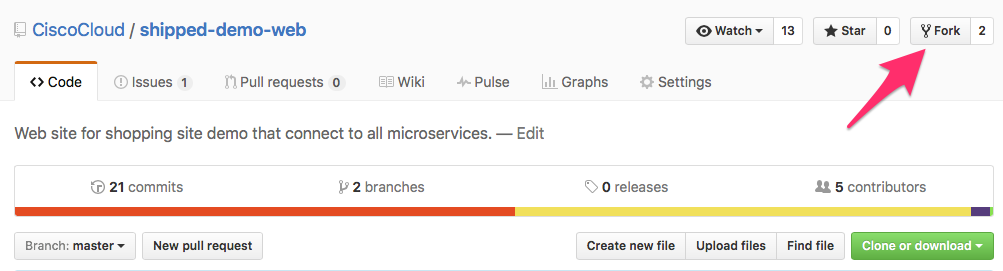 CiscoCloud / shipped-demo-web Watch 13 Star 0 Fork 2
Code Issues 1 Pull requests 0 Wiki Pulse Graphs Settings
Web site for shopping site demo that connect to all microservices. — Edit
21 commits 2 branches 0 releases 5 contributors
Branch: master New pull request Create new file Upload files Find file Clone or download